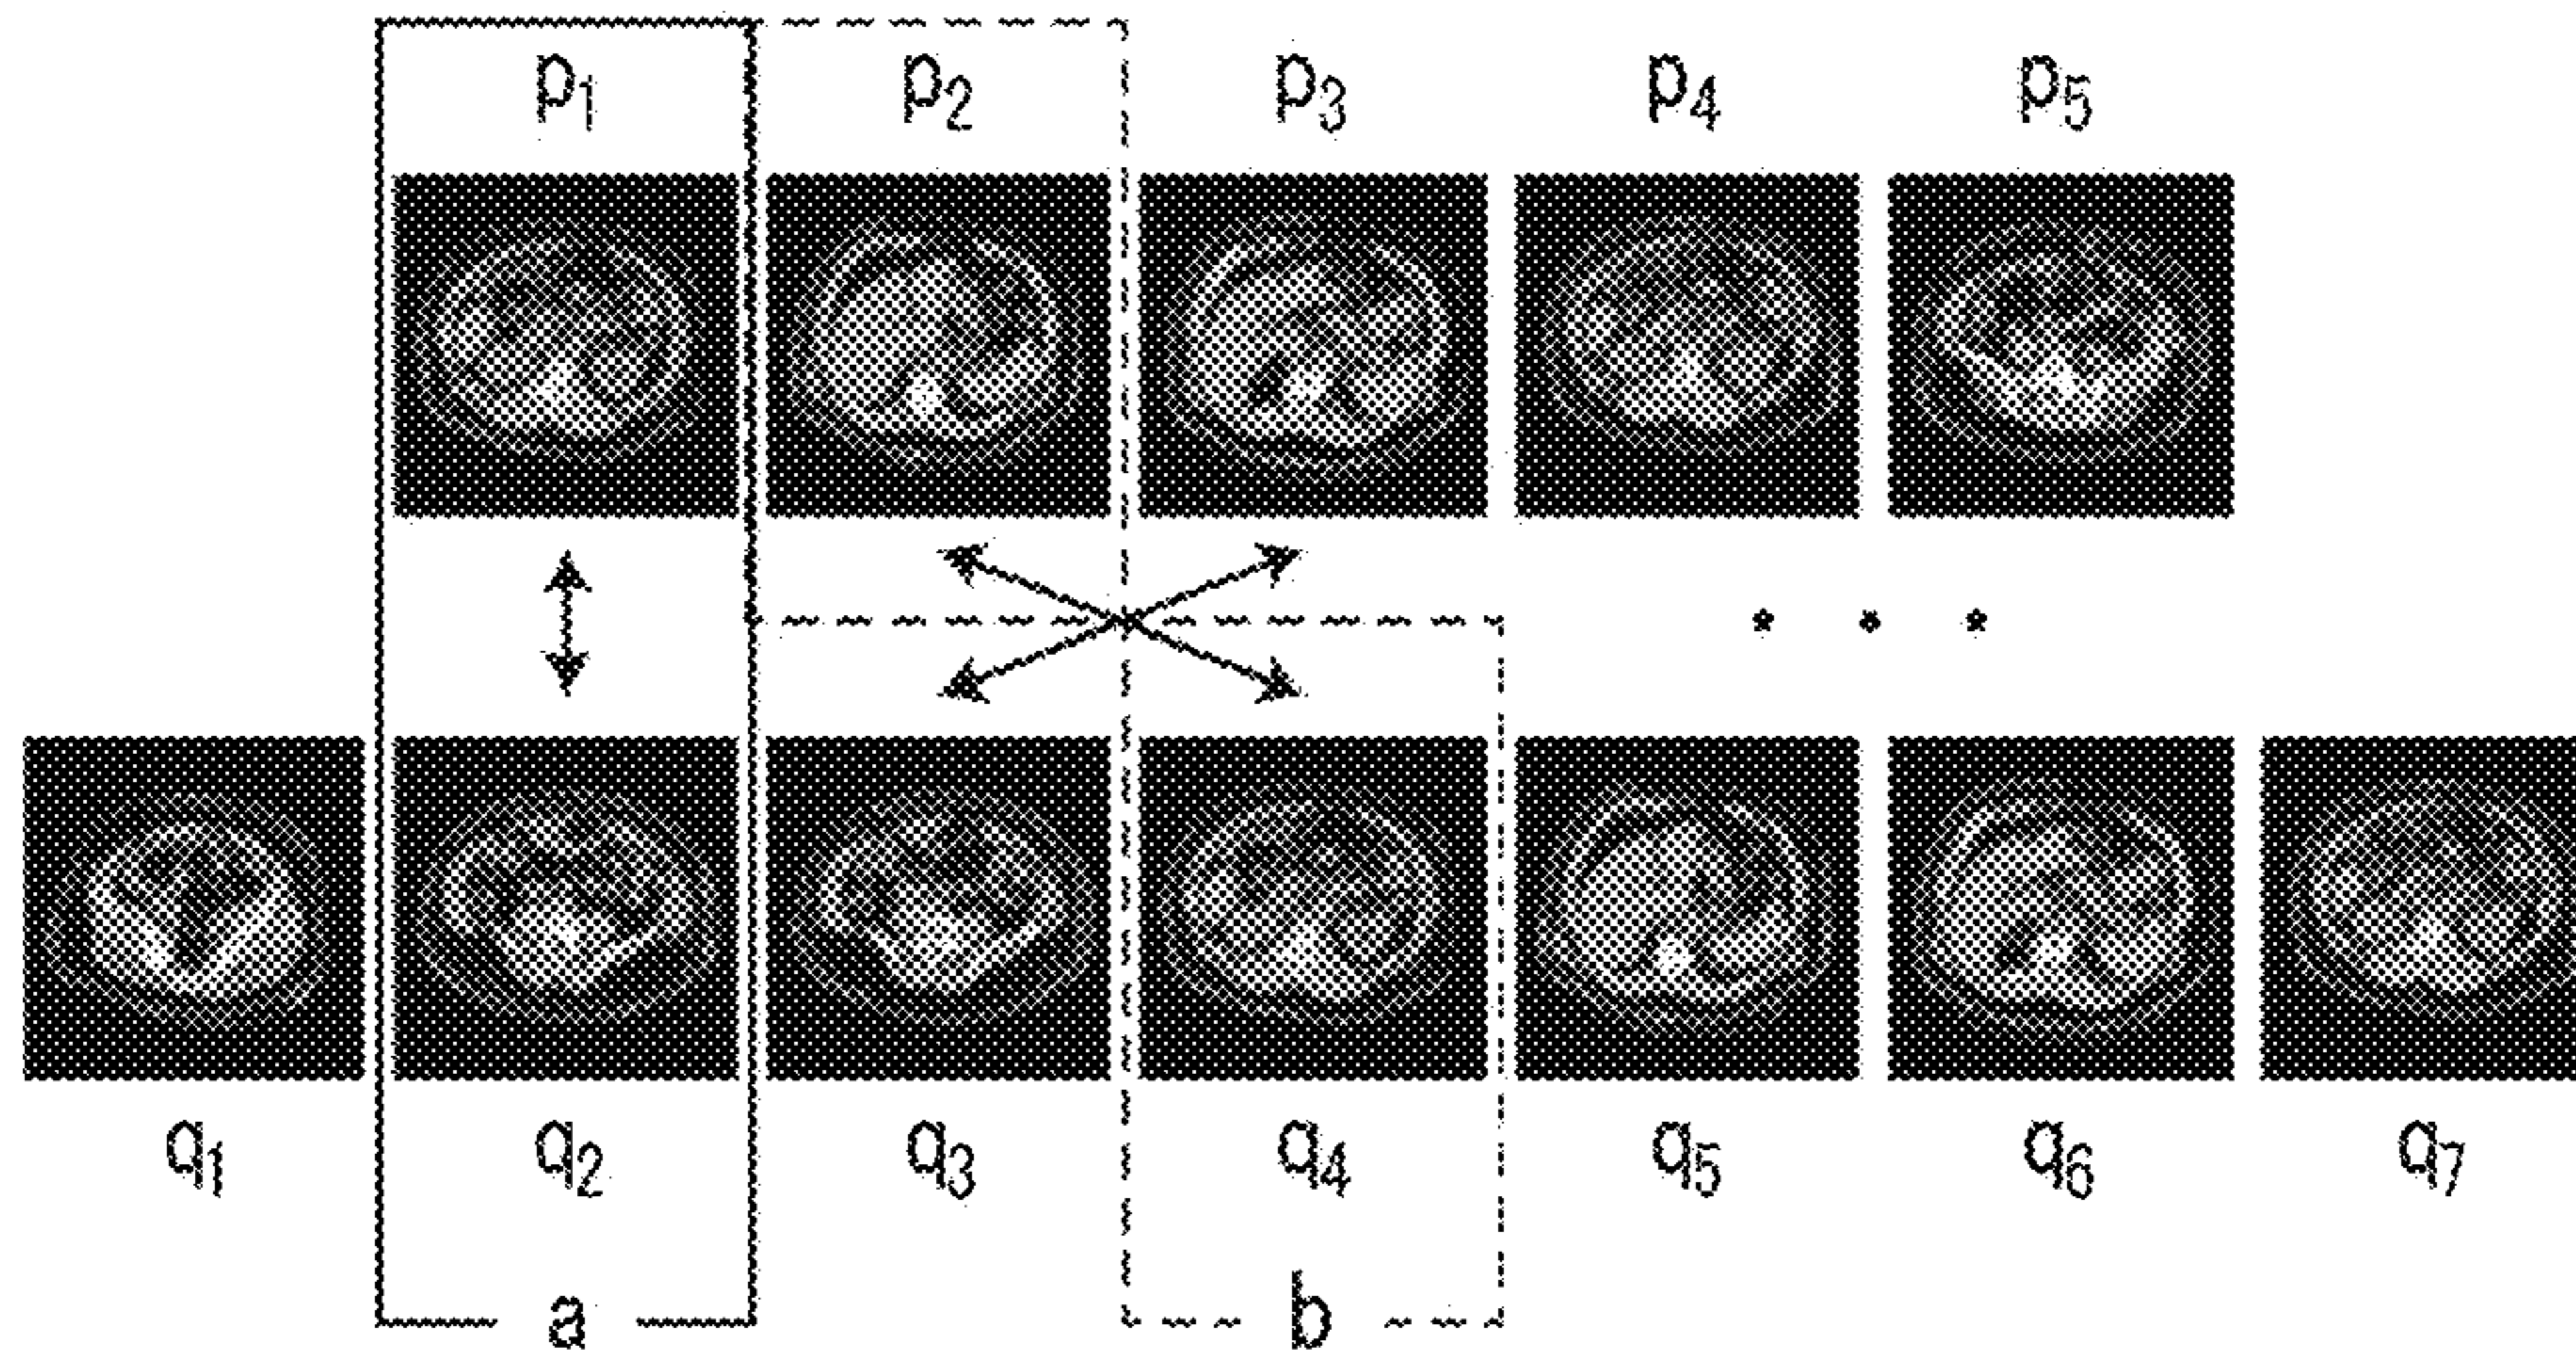 p₁ p₂ p₃ p₄ p₅
q₁ q₂ q₃ q₄ q₅ q₆ q₇
a b